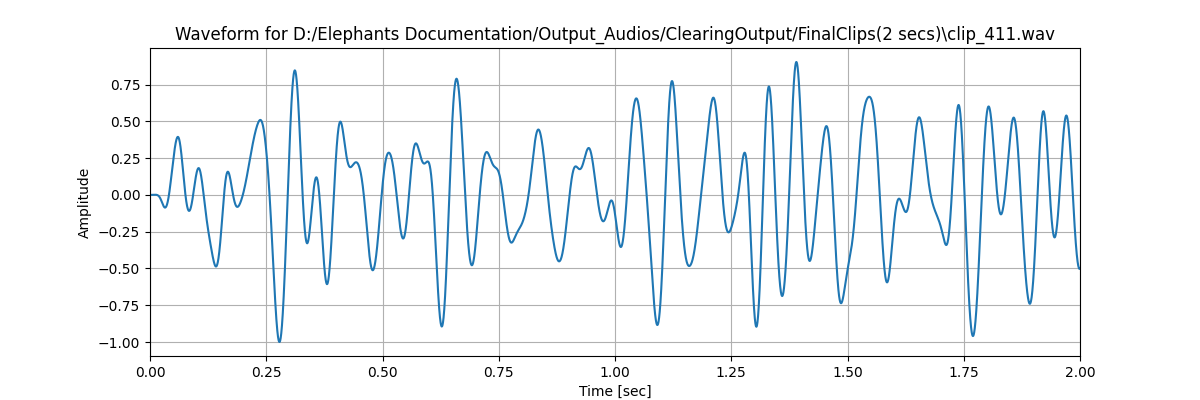 Waveform for D:/Elephants Documentation/Output_Audios/ClearingOutput/FinalClips(2 secs)\clip_411.wav
Amplitude
0.75
0.50
0.25
0.00
−0.25
−0.50
−0.75
−1.00
0.00 0.25 0.50 0.75 1.00 1.25 1.50 1.75 2.00
Time [sec]